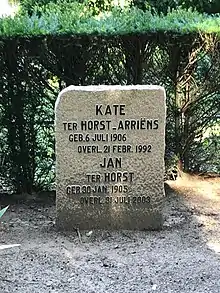 KATE
TER HORST-ARRIËNS
GEB. 6 JULI 1906
OVERL. 21 FEBR. 1992
JAN
TER HORST
GEB. 30 JAN. 1905
OVERL. 31 JULI 2003